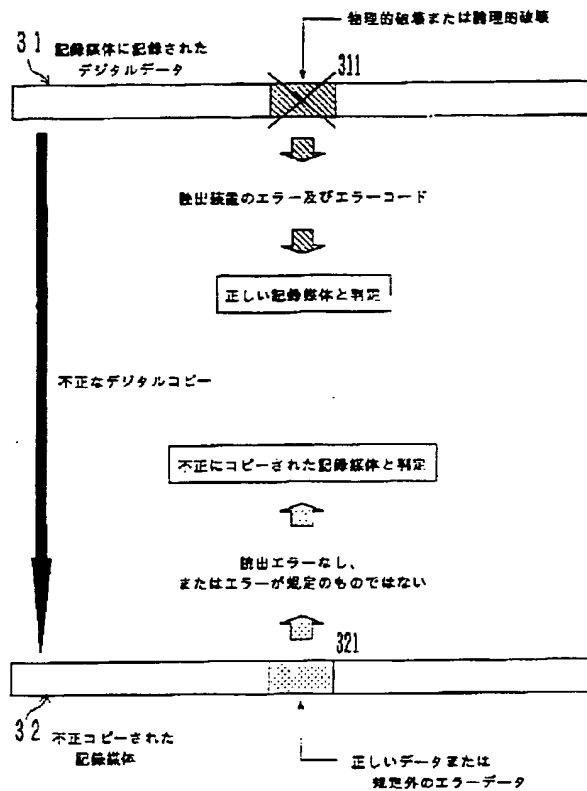 物理的破壊または論理的破壊
31 記録媒体に記録された
デジタルデータ
311
読出装置のエラー及びエラーコード
正しい記録媒体と判定
不正なデジタルコピー
不正にコピーされた記録媒体と判定
読出エラーなし、
またはエラーが規定のものではない
321
32 不正コピーされた
記録媒体
正しいデータまたは
規定外のエラーデータ